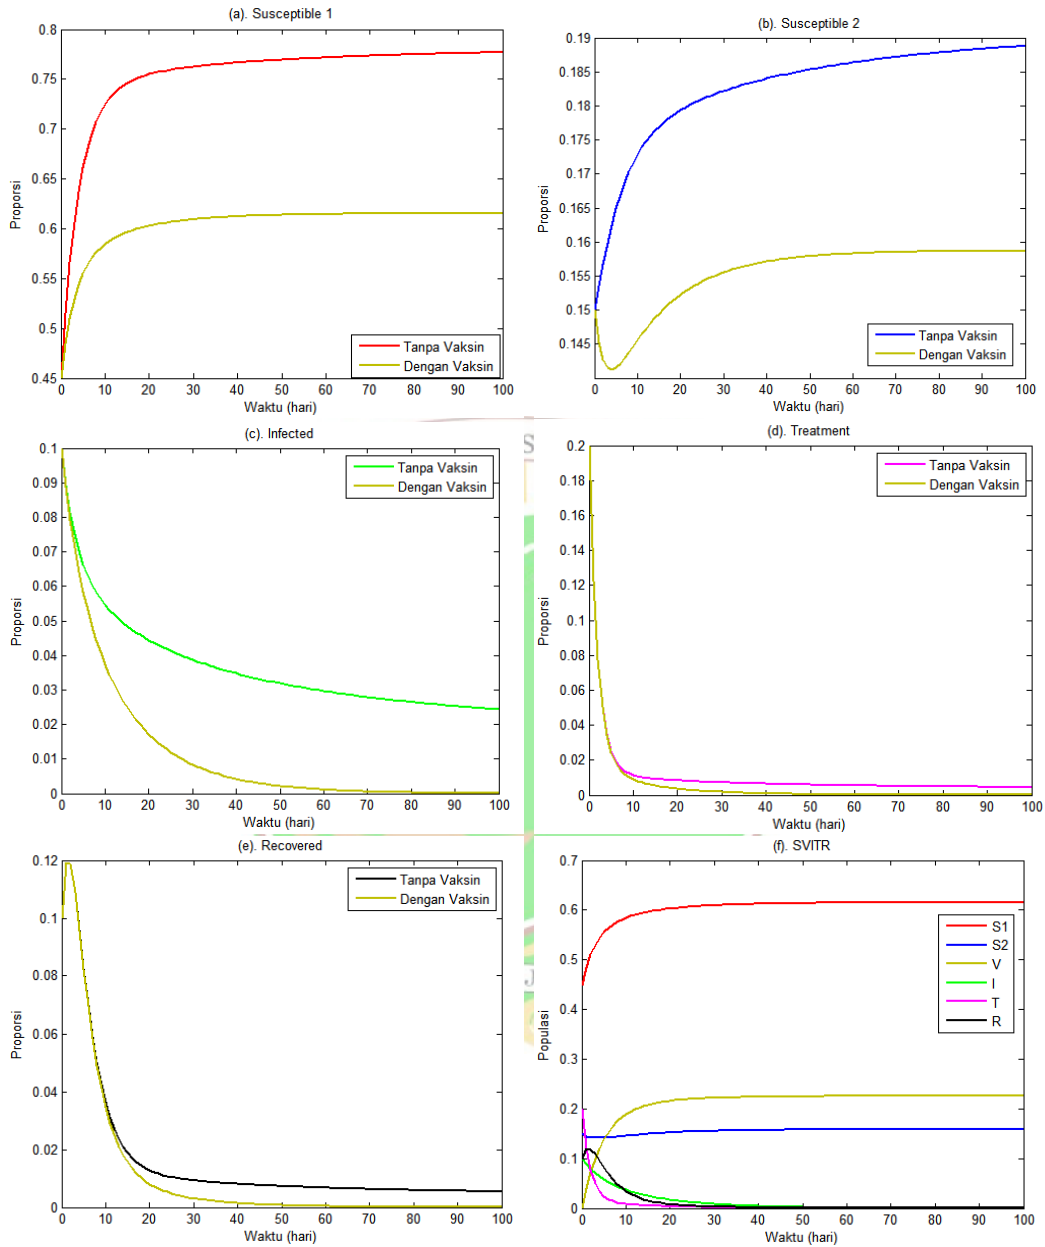 (a). Susceptible 1
0.8
0.75
0.7
0.65
0.6
0.55
0.5
0.45
Proporsi
Tanpa Vaksin
Dengan Vaksin
0 10 20 30 40 50 60 70 80 90 100
Waktu (hari)
(b). Susceptible 2
0.19
0.185
0.18
0.175
0.17
0.165
0.16
0.155
0.15
0.145
Proporsi
Tanpa Vaksin
Dengan Vaksin
0 10 20 30 40 50 60 70 80 90 100
Waktu (hari)
(c). Infected
0.1
0.09
0.08
0.07
0.06
0.05
0.04
0.03
0.02
0.01
0
Proporsi
Tanpa Vaksin
Dengan Vaksin
0 10 20 30 40 50 60 70 80 90 100
Waktu (hari)
S
(d). Treatment
0.2
0.18
0.16
0.14
0.12
0.1
0.08
0.06
0.04
0.02
0
Proporsi
Tanpa Vaksin
Dengan Vaksin
0 10 20 30 40 50 60 70 80 90 100
Waktu (hari)
(e). Recovered
0.12
0.1
0.08
0.06
0.04
0.02
0
Proporsi
Tanpa Vaksin
Dengan Vaksin
0 10 20 30 40 50 60 70 80 90 100
Waktu (hari)
J
(f). SVITR
0.7
0.6
0.5
0.4
0.3
0.2
0.1
0
Populasi
S1
S2
V
I
T
R
0 10 20 30 40 50 60 70 80 90 100
Waktu (hari)